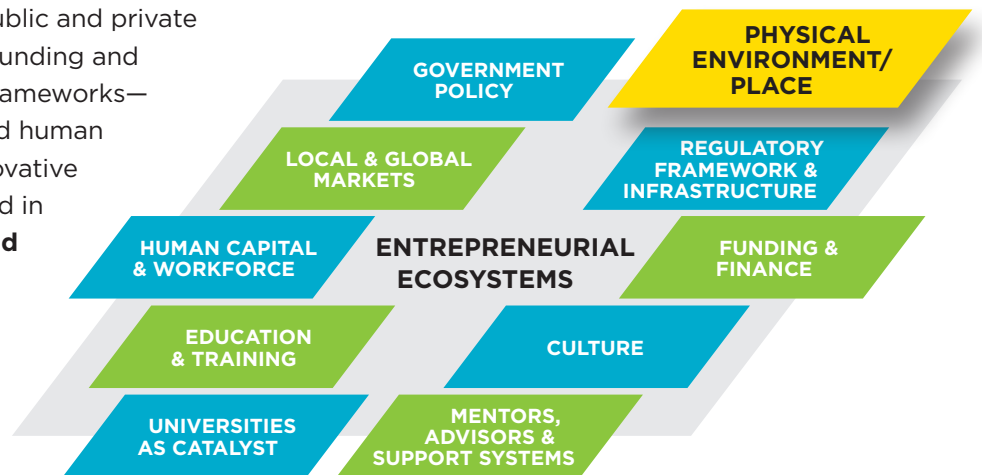 ublic and private
unding and
rameworks—
d human
ovative
d in
d
GOVERNMENT
POLICY
PHYSICAL
ENVIRONMENT/
PLACE
LOCAL & GLOBAL
MARKETS
REGULATORY
FRAMEWORK &
INFRASTRUCTURE
HUMAN CAPITAL
& WORKFORCE
ENTREPRENEURIAL
ECOSYSTEMS
FUNDING &
FINANCE
EDUCATION
& TRAINING
CULTURE
UNIVERSITIES
AS CATALYST
MENTORS,
ADVISORS &
SUPPORT SYSTEMS